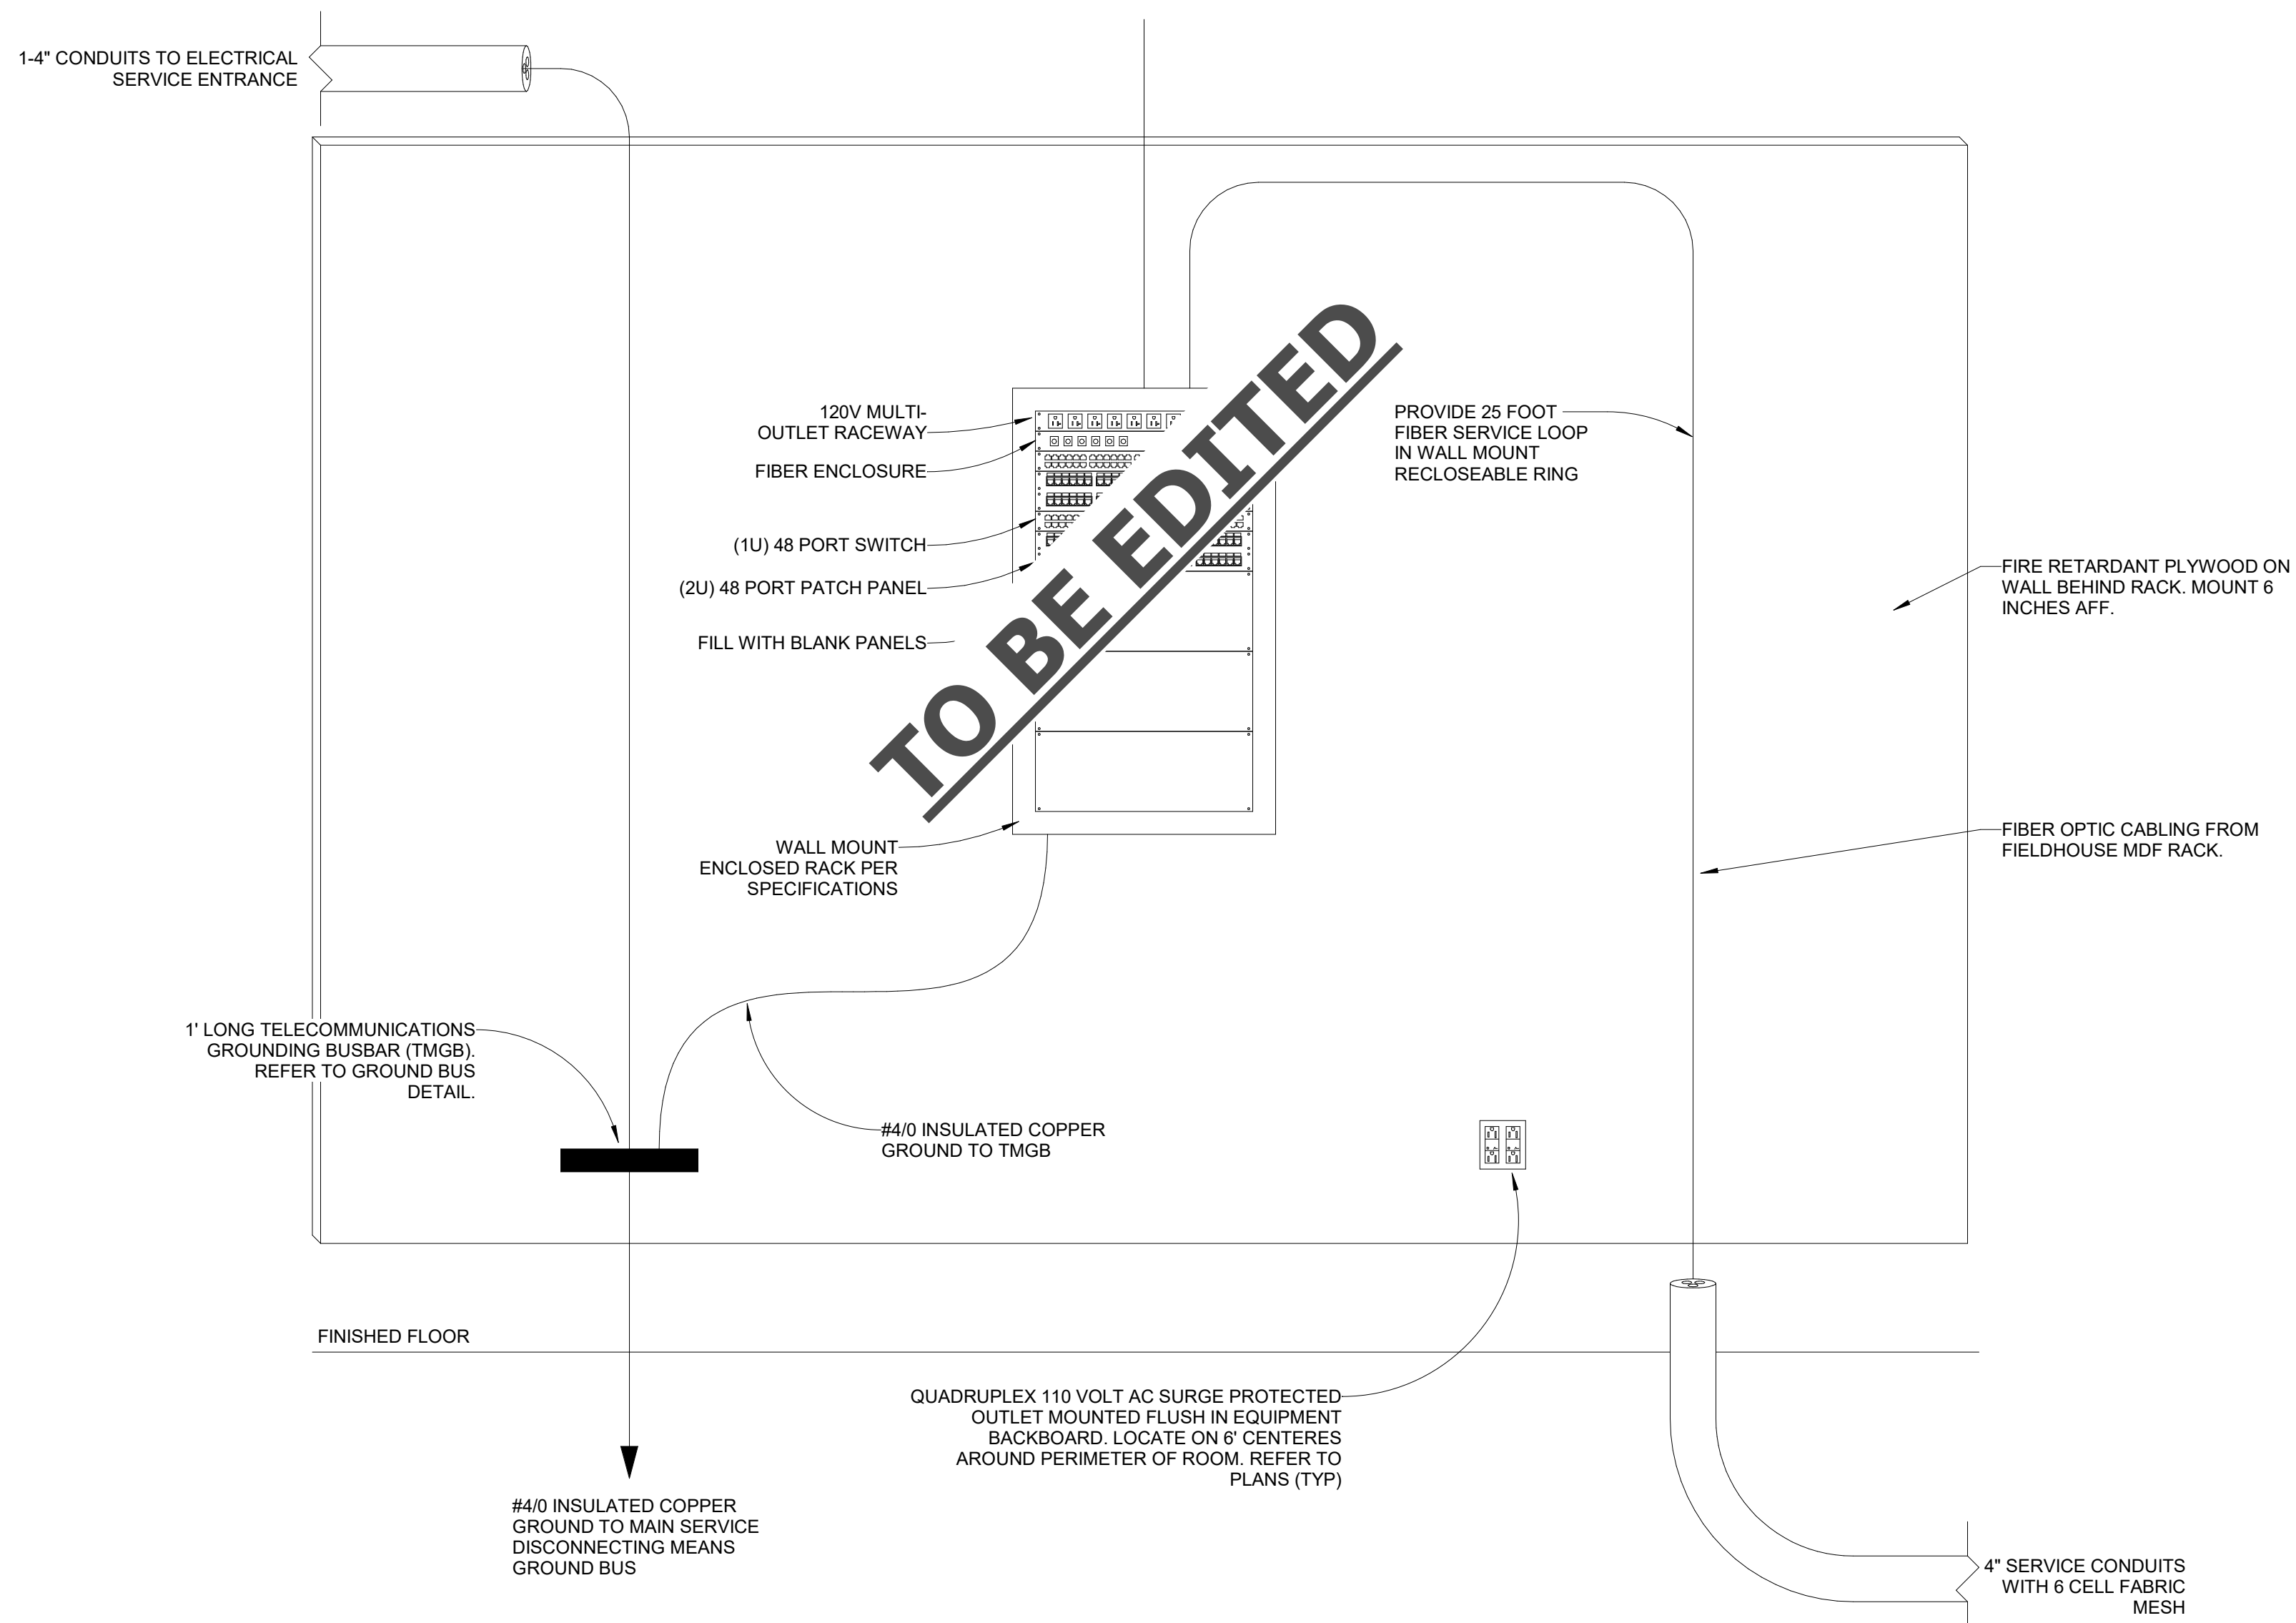 1-4" CONDUITS TO ELECTRICAL
SERVICE ENTRANCE
120V MULTI-
OUTLET RACEWAY
FIBER ENCLOSURE
(1U) 48 PORT SWITCH
(2U) 48 PORT PATCH PANEL
FILL WITH BLANK PANELS
TO BE EDITED
PROVIDE 25 FOOT
FIBER SERVICE LOOP
IN WALL MOUNT
RECLOSEABLE RING
FIRE RETARDANT PLYWOOD ON
WALL BEHIND RACK. MOUNT 6
INCHES AFF.
WALL MOUNT
ENCLOSED RACK PER
SPECIFICATIONS
FIBER OPTIC CABLING FROM
FIELDHOUSE MDF RACK.
1' LONG TELECOMMUNICATIONS
GROUNDING BUSBAR (TMGB).
REFER TO GROUND BUS
DETAIL.
#4/0 INSULATED COPPER
GROUND TO TMGB
FINISHED FLOOR
QUADRUPLEX 110 VOLT AC SURGE PROTECTED
OUTLET MOUNTED FLUSH IN EQUIPMENT
BACKBOARD. LOCATE ON 6' CENTERES
AROUND PERIMETER OF ROOM. REFER TO
PLANS (TYP)
#4/0 INSULATED COPPER
GROUND TO MAIN SERVICE
DISCONNECTING MEANS
GROUND BUS
4" SERVICE CONDUITS
WITH 6 CELL FABRIC
MESH